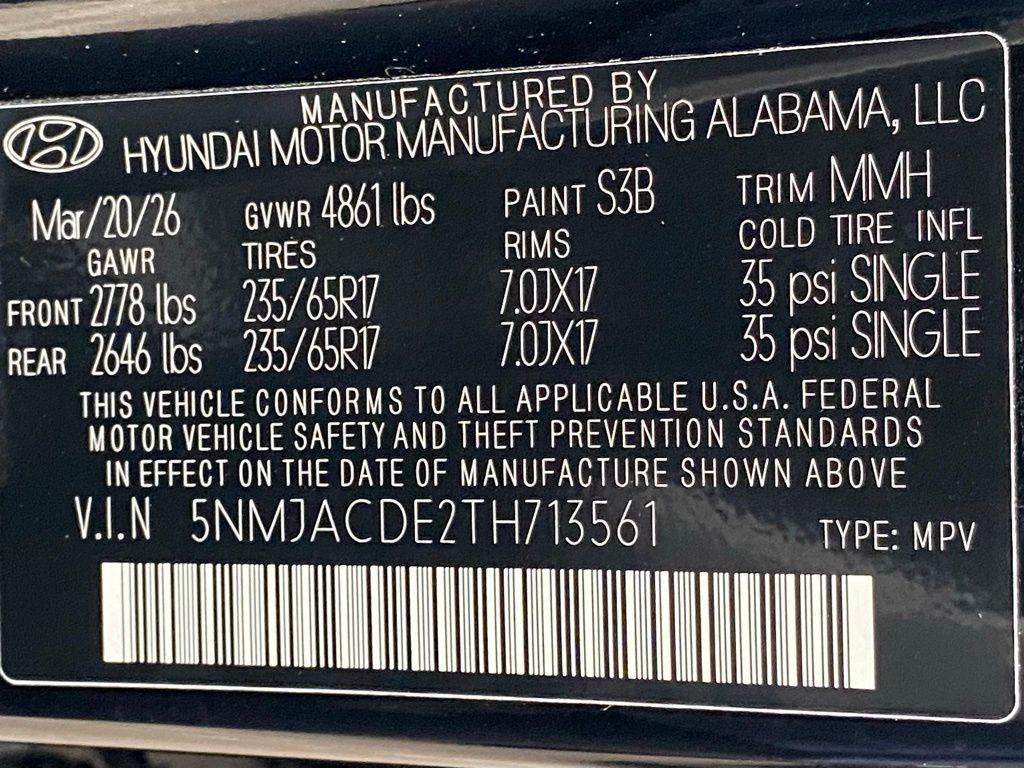 MANUFACTURED BY
HYUNDAI MOTOR MANUFACTURING ALABAMA, LLC
Mar/20/26 GVWR 4861 lbs PAINT S3B TRIM MMH
GAWR TIRES RIMS COLD TIRE INFL
FRONT 2778 lbs 235/65R17 7.0JX17 35 psi SINGLE
REAR 2646 lbs 235/65R17 7.0JX17 35 psi SINGLE
THIS VEHICLE CONFORMS TO ALL APPLICABLE U.S.A. FEDERAL
MOTOR VEHICLE SAFETY AND THEFT PREVENTION STANDARDS
IN EFFECT ON THE DATE OF MANUFACTURE SHOWN ABOVE
V.I.N 5NMJACDE2TH713561 TYPE: MPV